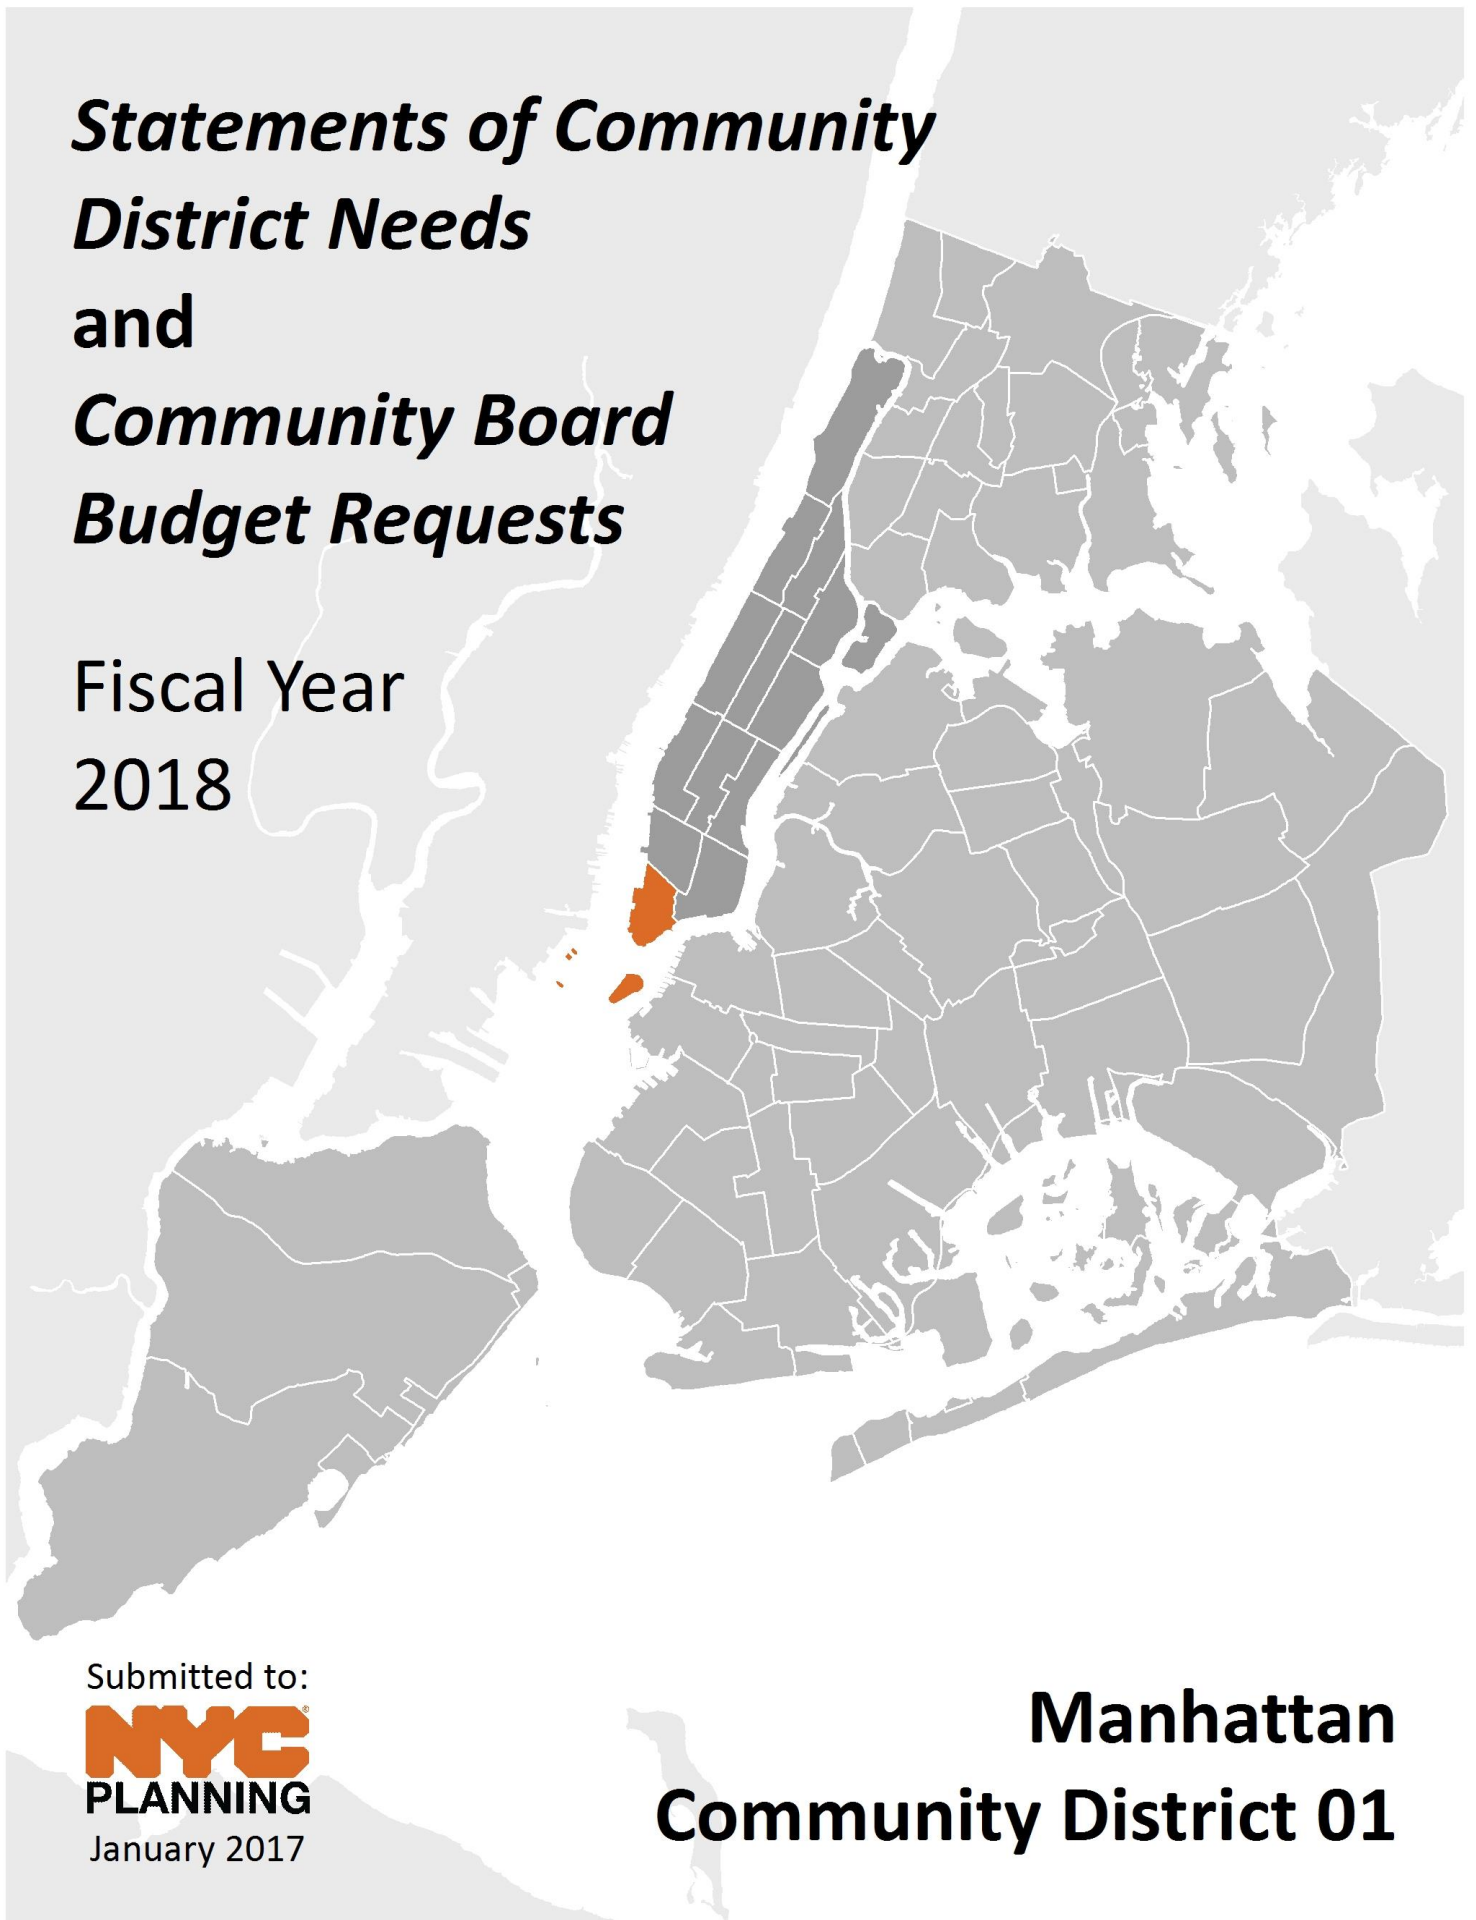 Statements of Community
District Needs
and
Community Board
Budget Requests
Fiscal Year
2018
Submitted to:
NYC®
PLANNING
January 2017
Manhattan
Community District 01